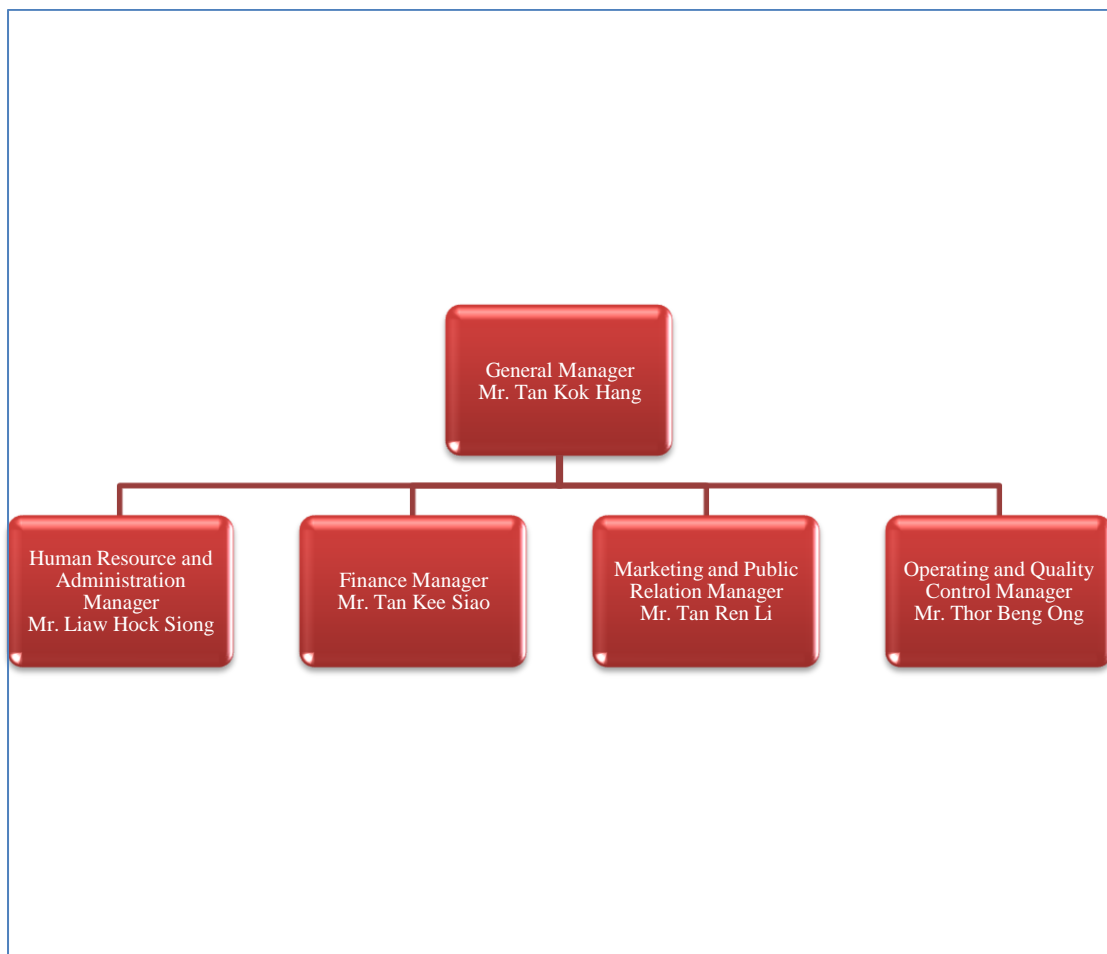 General Manager
Mr. Tan Kok Hang
Human Resource and
Administration
Manager
Mr. Liaw Hock Siong
Finance Manager
Mr. Tan Kee Siao
Marketing and Public
Relation Manager
Mr. Tan Ren Li
Operating and Quality
Control Manager
Mr. Thor Beng Ong